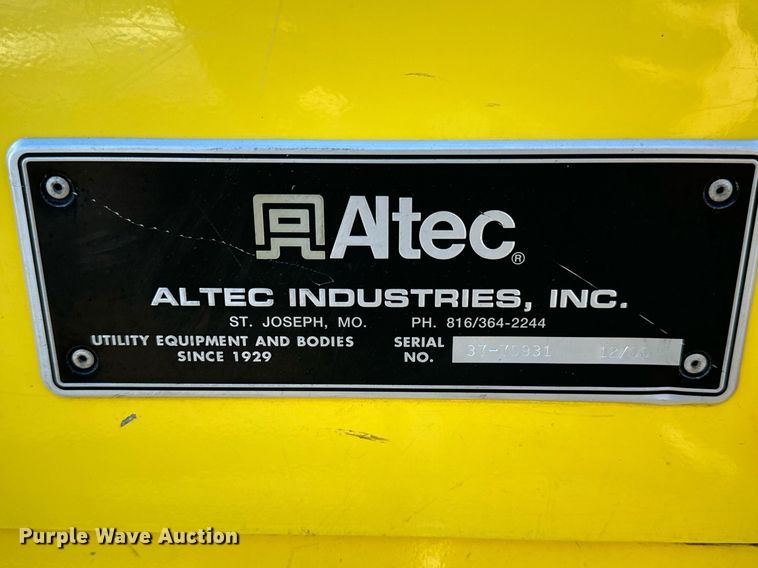 Altec®
ALTEC INDUSTRIES, INC.
ST. JOSEPH, MO. PH. 816/364-2244
UTILITY EQUIPMENT AND BODIES SERIAL
SINCE 1929 NO.
Purple Wave Auction